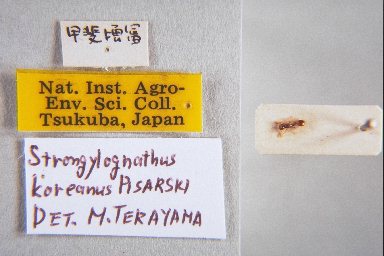 甲斐増富
Nat. Inst. Agro-
Env. Sci. Coll.
Tsukuba, Japan
Strongylognathus
koreanus PISARSKI
DET. M. TERAYAMA